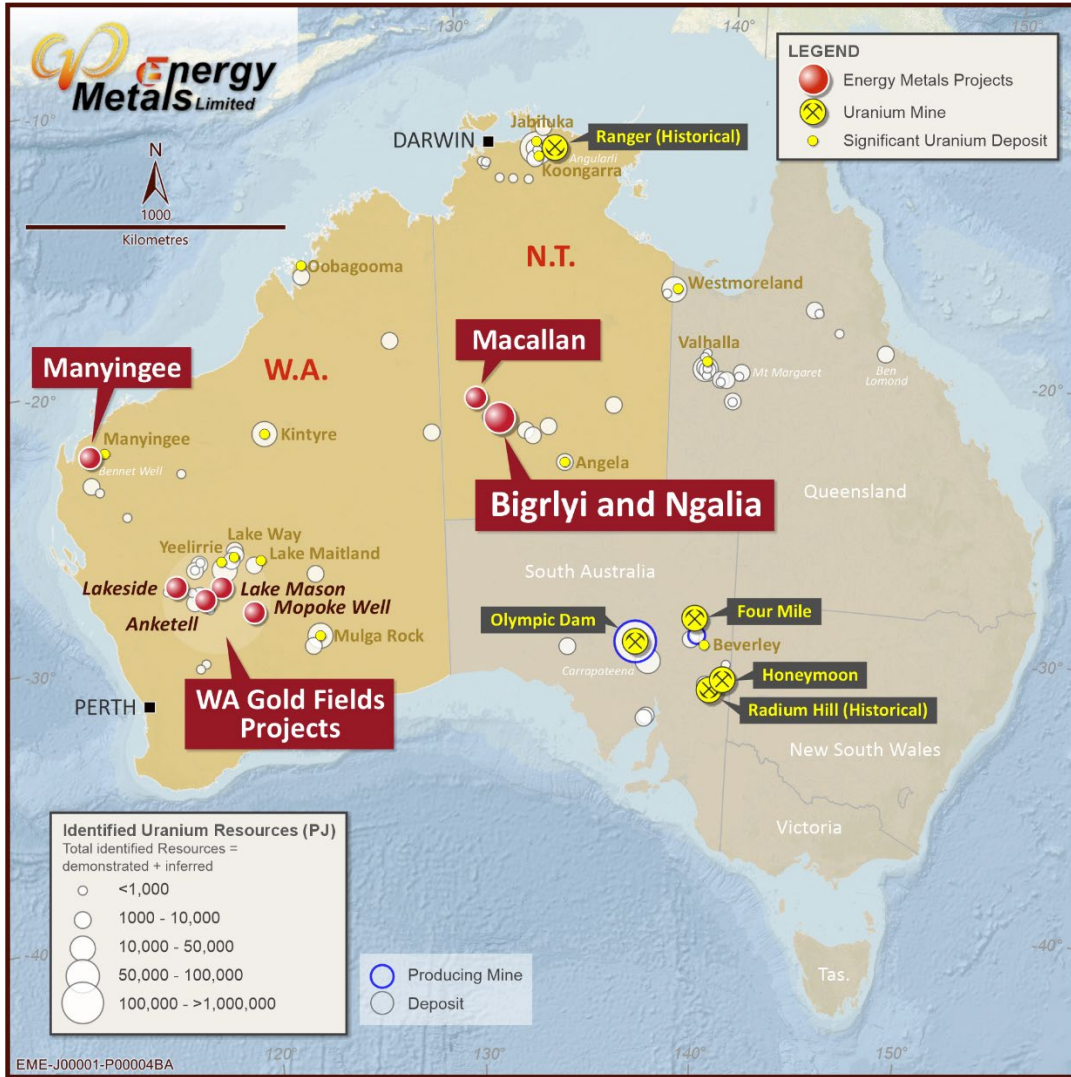 Energy
Metals Limited
130°
140°
150°
LEGEND
Energy Metals Projects
Uranium Mine
Significant Uranium Deposit
-10°
-10°
N
1000
Kilometres
DARWIN
Jabiluka
Ranger (Historical)
Angularli
Koongarra
Oobagooma
N.T.
Westmoreland
W.A.
Macallan
Valhalla
Mt Margaret
Ben
Lomond
Manyingee
-20°
-20°
Manyingee
Bennet Well
Kintyre
Angela
Bigrlyi and Ngalia
Queensland
Lake Way
Yeelirrie
Lake Maitland
South Australia
Lakeside
Lake Mason
Mopoke Well
Anketell
Mulga Rock
Olympic Dam
Four Mile
Beverley
Carrapateena
Honeymoon
Radium Hill (Historical)
-30°
-30°
PERTH
WA Gold Fields
Projects
New South Wales
Victoria
Tas.
Identified Uranium Resources (PJ)
Total identified Resources =
demonstrated + inferred
<1,000
1000 - 10,000
10,000 - 50,000
50,000 - 100,000
100,000 - >1,000,000
Producing Mine
Deposit
-40°
-40°
EME-J00001-P00004BA
120°
130°
140°
150°